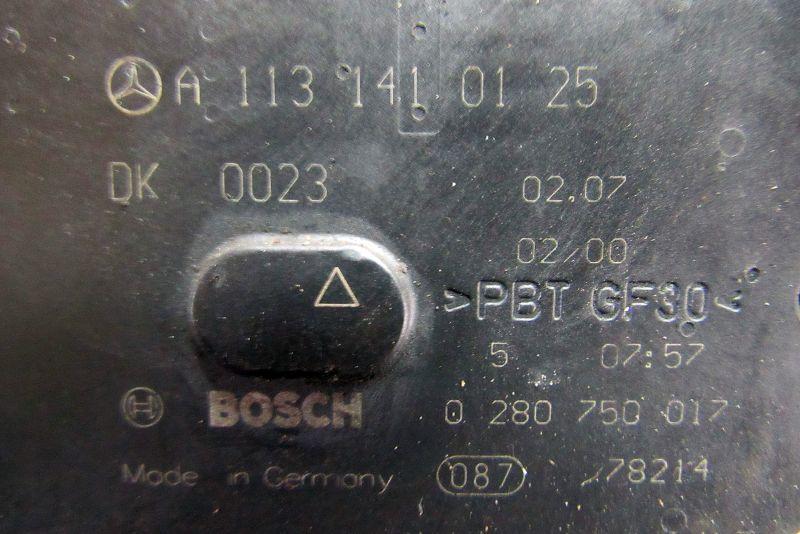 A 113 141 01 25
DK 0023 02.07
02/00
>PBT GF30<
5 07:57
BOSCH 0 280 750 017
Made in Germany 087 78214